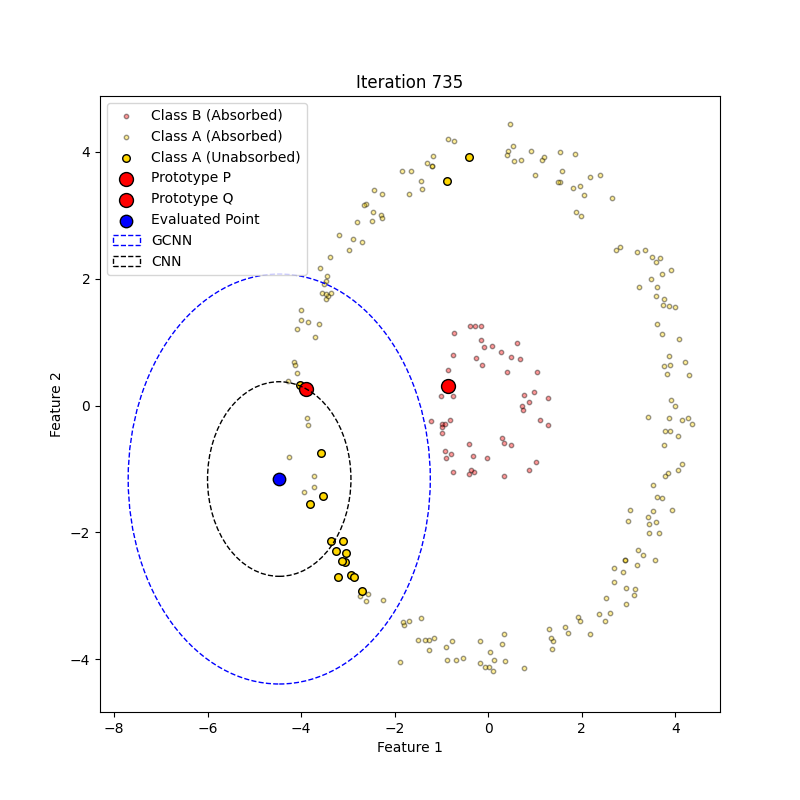 Iteration 735
Class B (Absorbed)
Class A (Absorbed)
Class A (Unabsorbed)
Prototype P
Prototype Q
Evaluated Point
GCNN
CNN
4
2
0
−2
−4
Feature 2
−8
−6
−4
−2
0
2
4
Feature 1